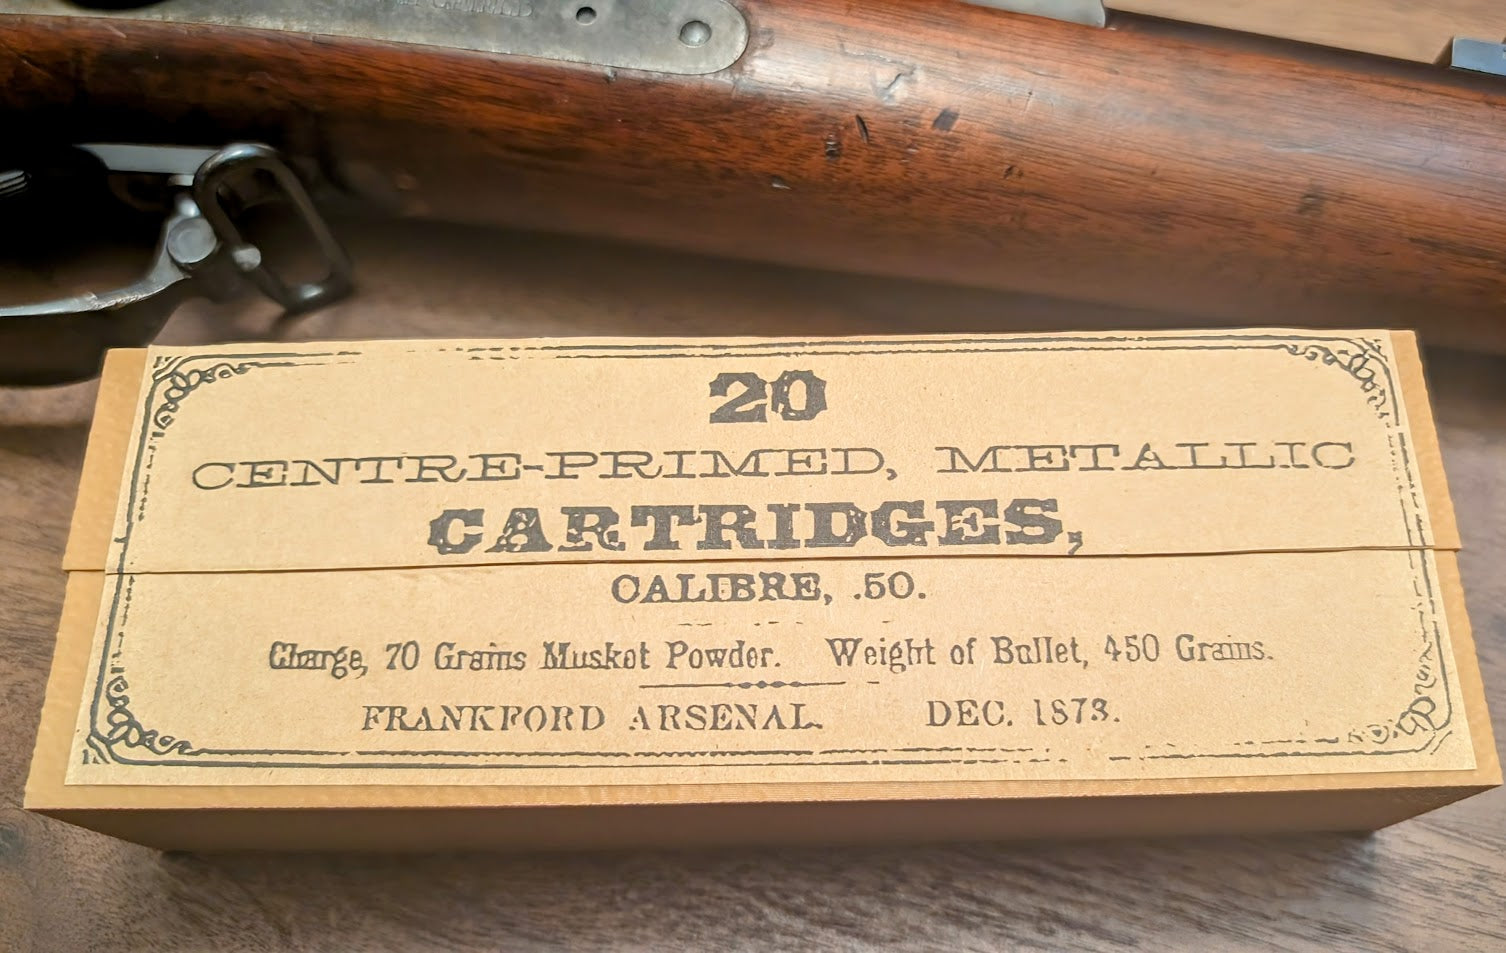 20
CENTRE-PRIMED, METALLIC
CARTRIDGES,
CALIBRE, .50.
Charge, 70 Grains Musket Powder. Weight of Bullet, 450 Grains.
FRANKFORD ARSENAL. DEC. 1873.